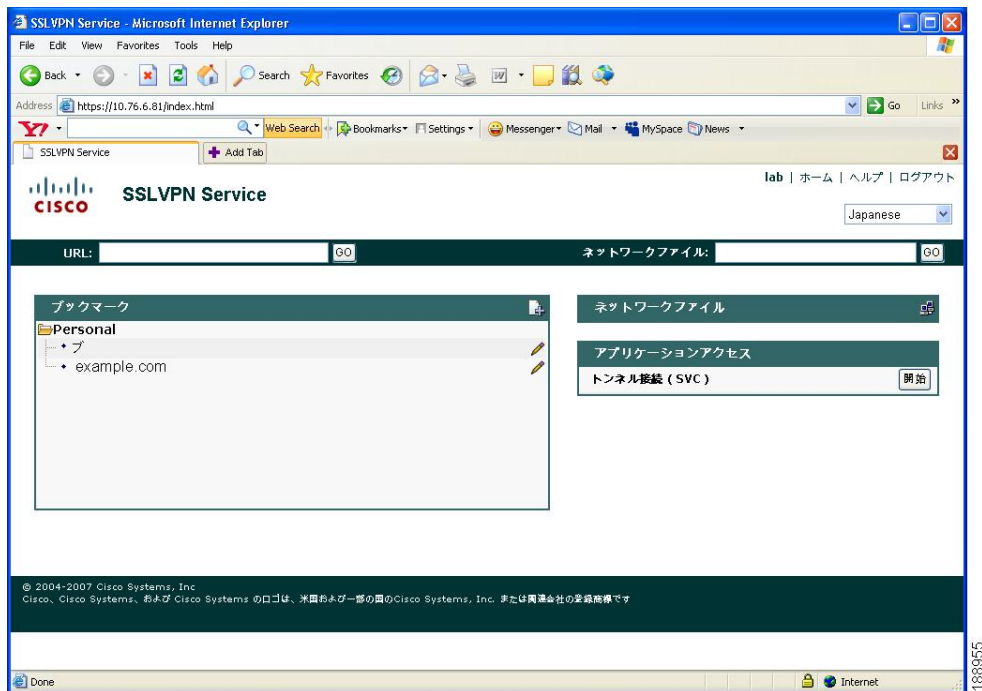 SSLVPN Service - Microsoft Internet Explorer
File Edit View Favorites Tools Help
Back Search Favorites
Address https://10.76.6.81/index.html Go Links »
Y7 Web Search Bookmarks Settings Messenger Mail MySpace News
SSLVPN Service Add Tab
lab | ホーム | ヘルプ | ログアウト
CISCO SSLVPN Service
Japanese
URL: GO ネットワークファイル: GO
ブックマーク
Personal
ブ
example.com
ネットワークファイル
アプリケーションアクセス
トンネル接続 ( SVC ) 開始
© 2004-2007 Cisco Systems, Inc
Cisco、Cisco Systems、および Cisco Systems のロゴは、米国および一部の国のCisco Systems, Inc. または関連会社の登録商標です
Done Internet
188955